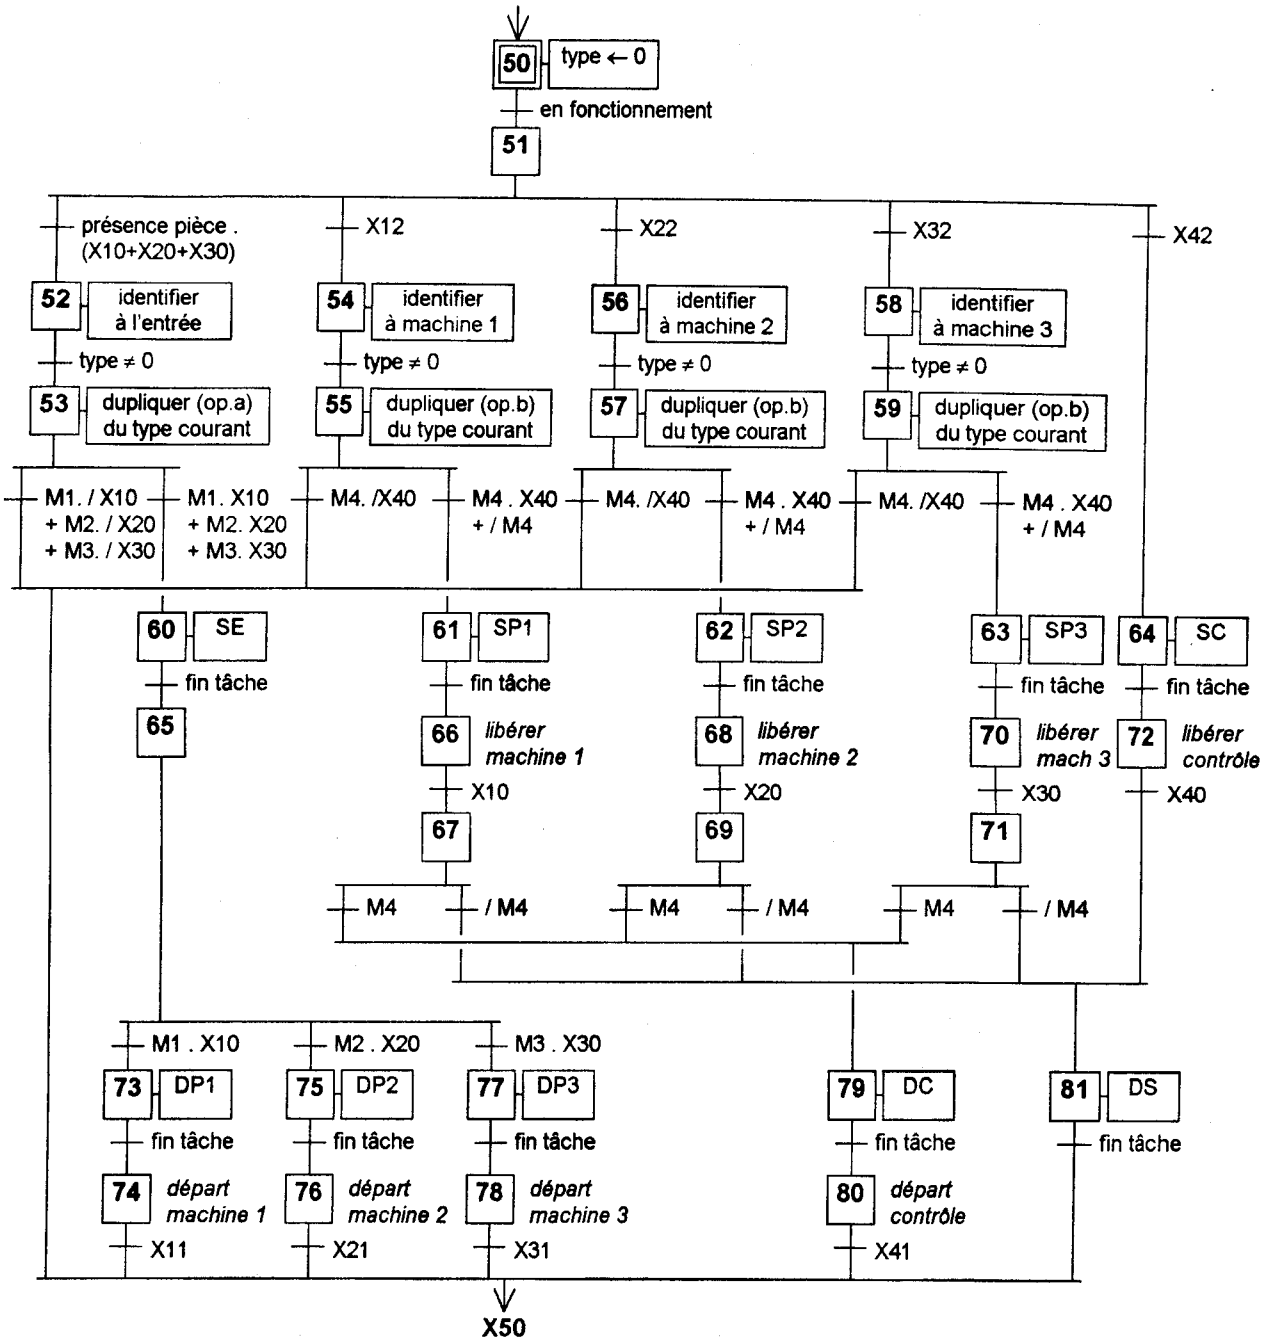 50 type ← 0
en fonctionnement
51
présence pièce .
(X10+X20+X30)
X12
X22
X32
X42
52 identifier
à l'entrée
54 identifier
à machine 1
56 identifier
à machine 2
58 identifier
à machine 3
type ≠ 0
type ≠ 0
type ≠ 0
type ≠ 0
53 dupliquer (op.a)
du type courant
55 dupliquer (op.b)
du type courant
57 dupliquer (op.b)
du type courant
59 dupliquer (op.b)
du type courant
M1. / X10
+ M2. / X20
+ M3. / X30
M1. X10
+ M2. X20
+ M3. X30
M4. /X40
M4 . X40
+ / M4
M4. /X40
M4 . X40
+ / M4
M4. /X40
M4 . X40
+ / M4
60 SE
61 SP1
62 SP2
63 SP3
64 SC
fin tâche
fin tâche
fin tâche
fin tâche
fin tâche
65
66 libérer
machine 1
68 libérer
machine 2
70 libérer
mach 3
72 libérer
contrôle
X10
X20
X30
X40
67
69
71
M4
/ M4
M4
/ M4
M4
/ M4
M1 . X10
M2 . X20
M3 . X30
73 DP1
75 DP2
77 DP3
79 DC
81 DS
fin tâche
fin tâche
fin tâche
fin tâche
fin tâche
74 départ
machine 1
76 départ
machine 2
78 départ
machine 3
80 départ
contrôle
X11
X21
X31
X41
X50